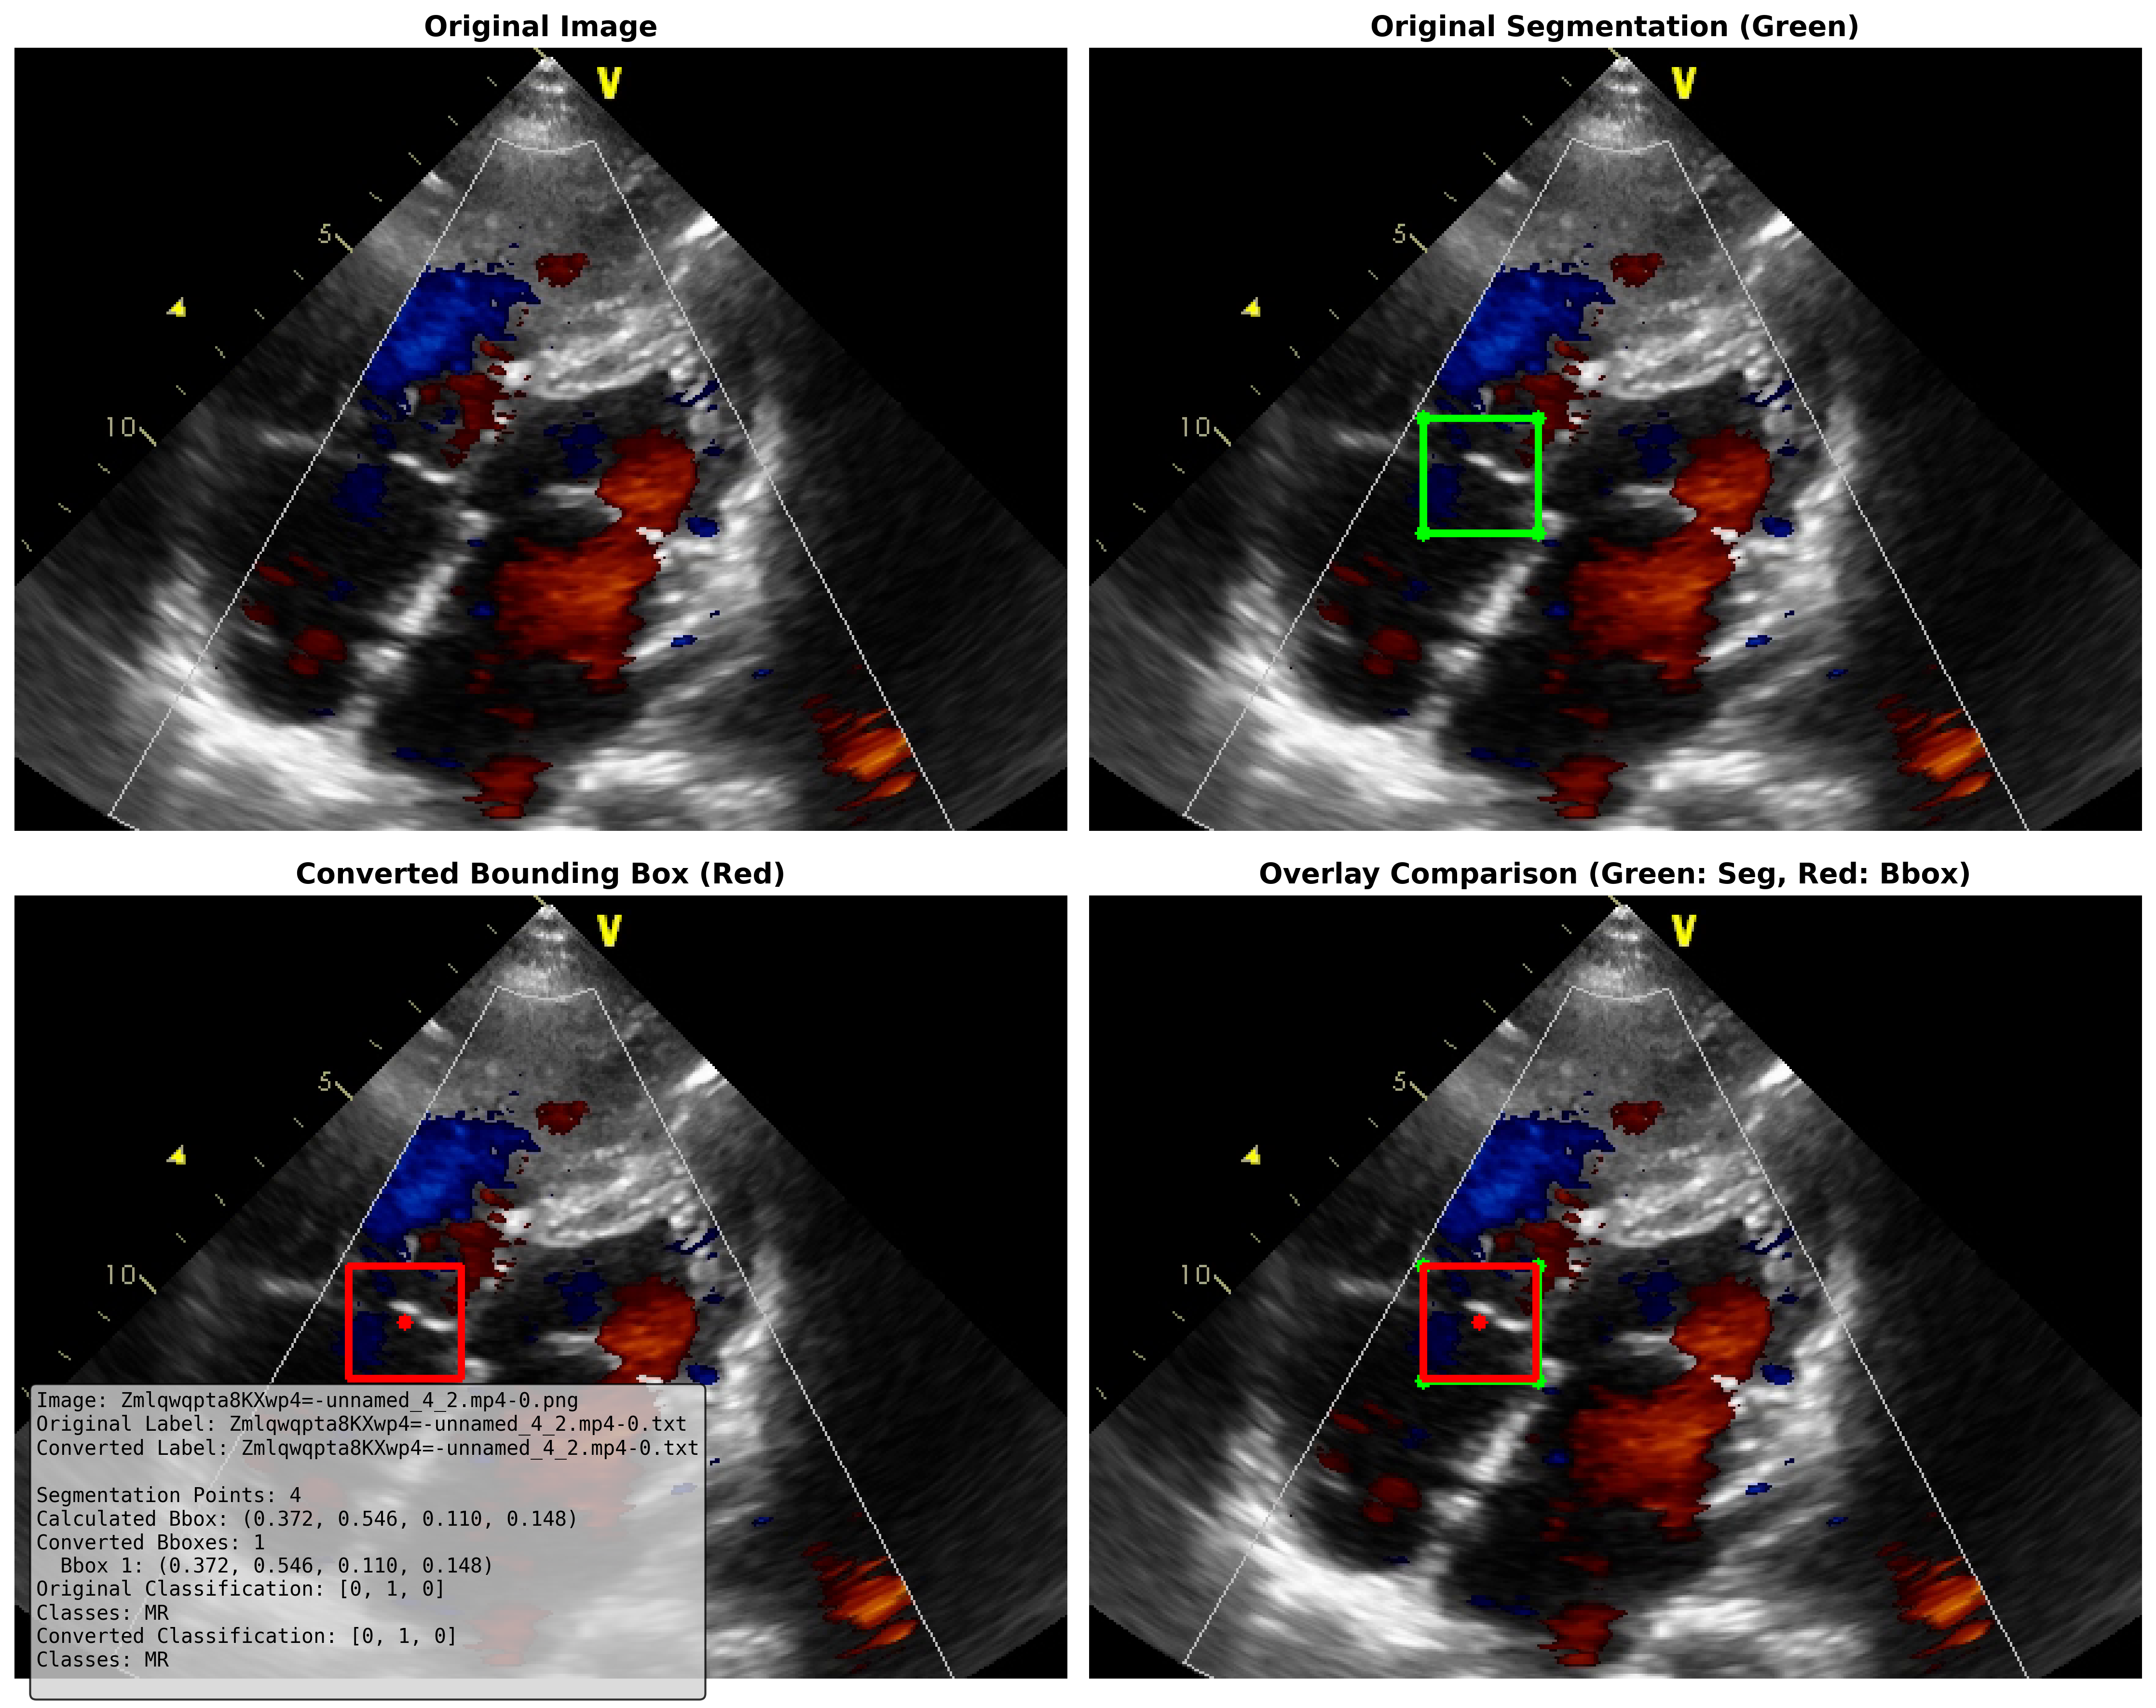 Original Image
Original Segmentation (Green)
V
5
10
V
5
10
Converted Bounding Box (Red)
Overlay Comparison (Green: Seg, Red: Bbox)
V
5
10
V
5
10
Image: Zmlqwqpta8KXwp4=-unnamed_4_2.mp4-0.png
Original Label: Zmlqwqpta8KXwp4=-unnamed_4_2.mp4-0.txt
Converted Label: Zmlqwqpta8KXwp4=-unnamed_4_2.mp4-0.txt
Segmentation Points: 4
Calculated Bbox: (0.372, 0.546, 0.110, 0.148)
Converted Bboxes: 1
Bbox 1: (0.372, 0.546, 0.110, 0.148)
Original Classification: [0, 1, 0]
Classes: MR
Converted Classification: [0, 1, 0]
Classes: MR